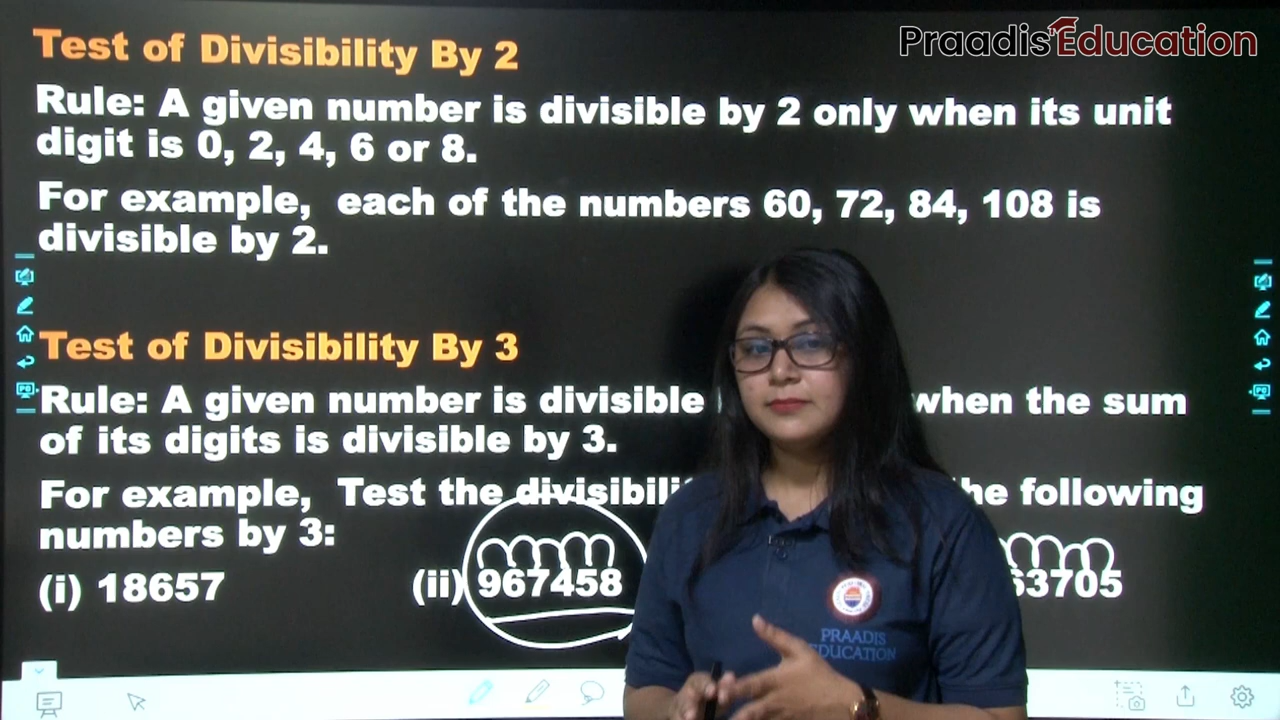 Praadis Education
Test of Divisibility By 2
Rule: A given number is divisible by 2 only when its unit
digit is 0, 2, 4, 6 or 8.
For example, each of the numbers 60, 72, 84, 108 is
divisible by 2.
Test of Divisibility By 3
Rule: A given number is divisible when the sum
of its digits is divisible by 3.
For example, Test the following
numbers by 3:
(i) 18657 (ii) 967458 63705
PRAADIS
EDUCATION